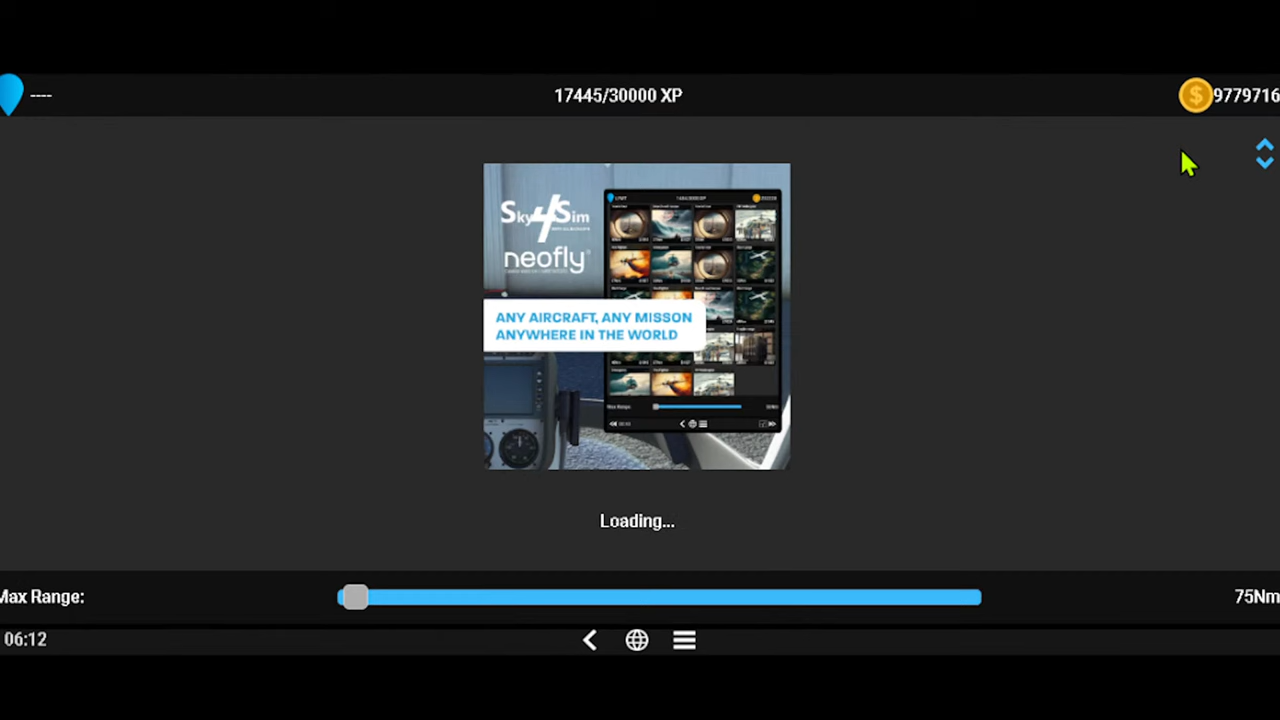 ----
17445/30000 XP
9779716
Sky4Sim
neofly
ANY AIRCRAFT, ANY MISSON
ANYWHERE IN THE WORLD
Loading...
Max Range:
75Nm
06:12